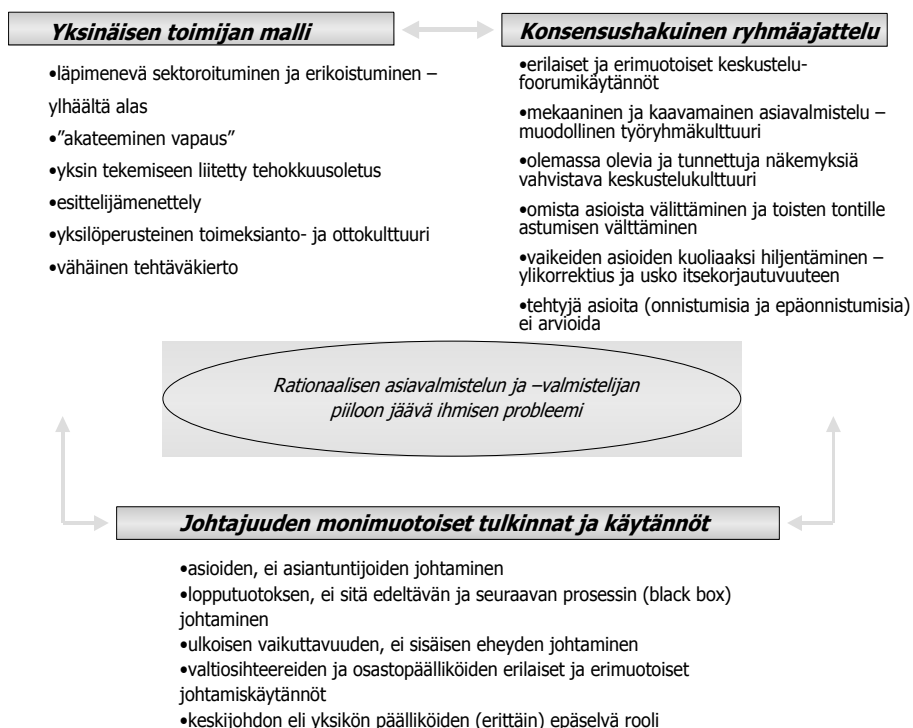 Yksinäisen toimijan malli
•läpimenevä sektoroituminen ja erikoistuminen –
ylhäältä alas
•”akateeminen vapaus”
•yksin tekemiseen liitetty tehokkuusoletus
•esittelijämenettely
•yksilöperusteinen toimeksianto- ja ottokulttuuri
•vähäinen tehtäväkierto
Konsensushakuinen ryhmäajattelu
•erilaiset ja erimuotoiset keskustelu-
foorumikäytännöt
•mekaaninen ja kaavamainen asiavalmistelu –
muodollinen työryhmäkulttuuri
•olemassa olevia ja tunnettuja näkemyksiä
vahvistava keskustelukulttuuri
•omista asioista välittäminen ja toisten tontille
astumisen välttäminen
•vaikeiden asioiden kuoliaaksi hiljentäminen –
ylikorrektius ja usko itsekorjautuvuuteen
•tehtyjä asioita (onnistumisia ja epäonnistumisia)
ei arvioida
Rationaalisen asiavalmistelun ja –valmistelijan
piiloon jäävä ihmisen probleemi
Johtajuuden monimuotoiset tulkinnat ja käytännöt
•asioiden, ei asiantuntijoiden johtaminen
•lopputuotoksen, ei sitä edeltävän ja seuraavan prosessin (black box)
johtaminen
•ulkoisen vaikuttavuuden, ei sisäisen eheyden johtaminen
•valtiosihteereiden ja osastopäälliköiden erilaiset ja erimuotoiset
johtamiskäytännöt
•keskijohdon eli yksikön päälliköiden (erittäin) epäselvä rooli